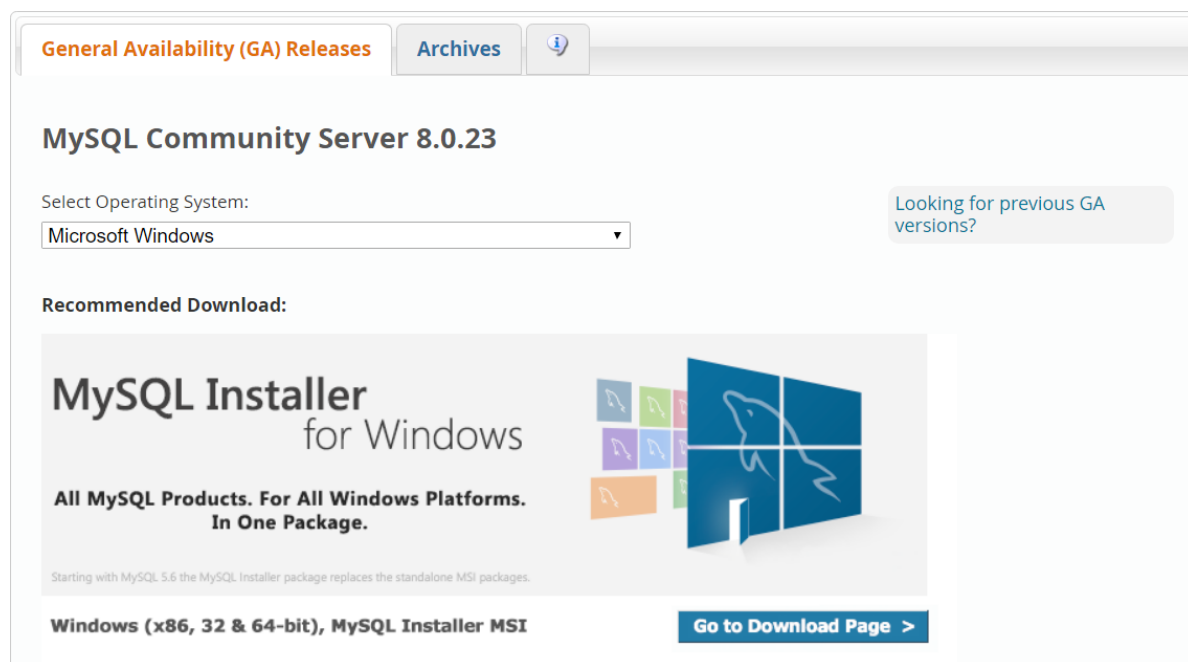 General Availability (GA) Releases
Archives
MySQL Community Server 8.0.23
Select Operating System:
Looking for previous GA
versions?
Microsoft Windows
Recommended Download:
MySQL Installer
for Windows
All MySQL Products. For All Windows Platforms.
In One Package.
Starting with MySQL 5.6 the MySQL Installer package replaces the standalone MSI packages.
Windows (x86, 32 & 64-bit), MySQL Installer MSI
Go to Download Page >